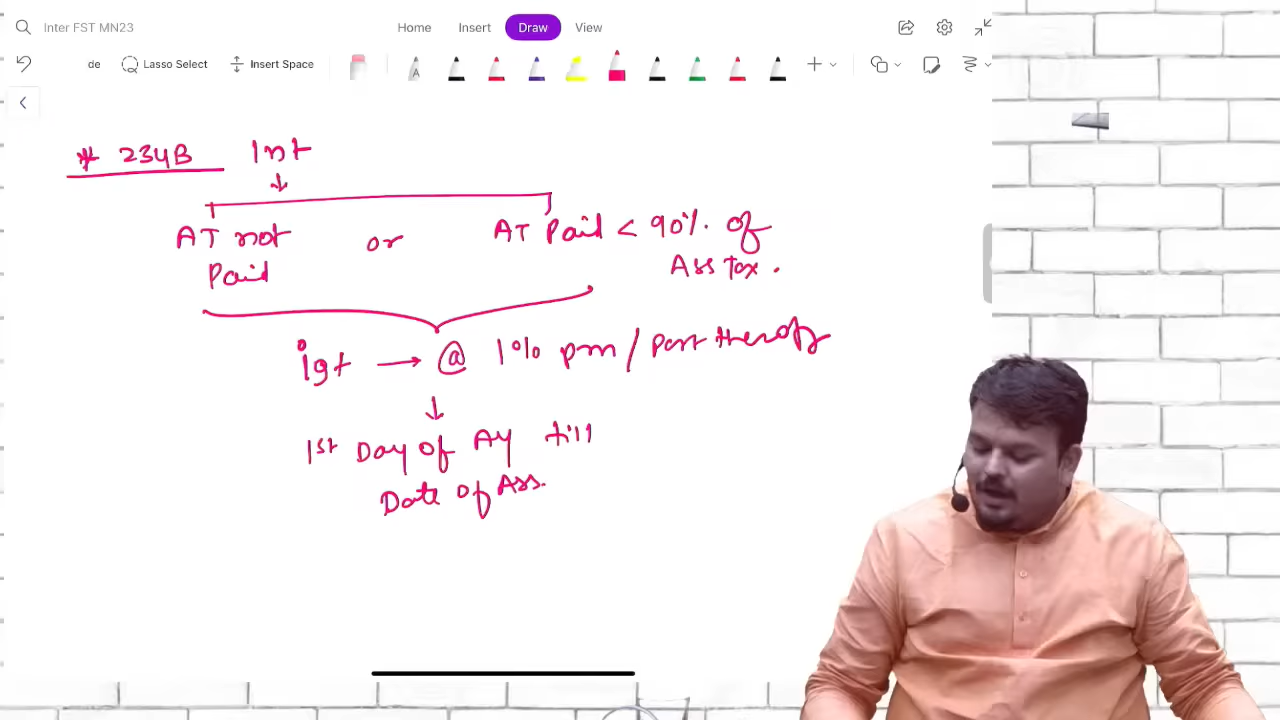 Inter FST MN23
Home Insert Draw View
de Lasso Select Insert Space
A
* 234B Int
AT not Paid or AT Paid < 90% of Ass Tax.
int → @ 1% pm / Part thereof
1st Day of AY till
Date of Ass.